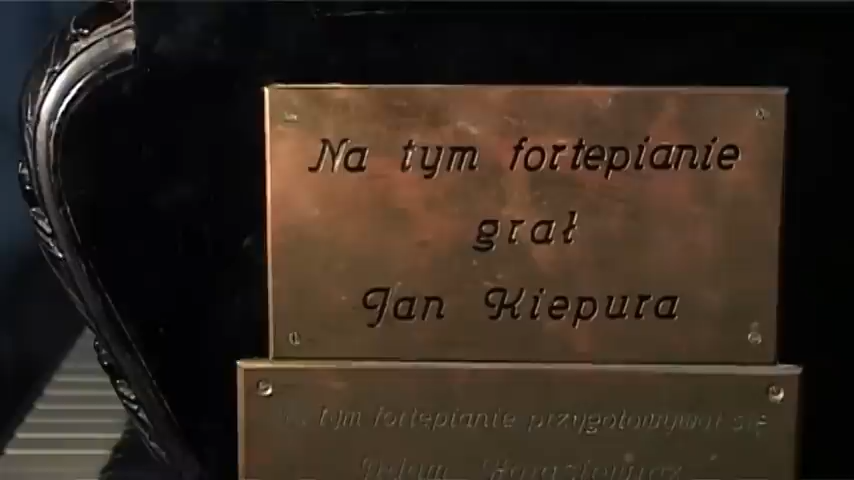 Na tym fortepianie
grał
Jan Kiepura
tym fortepianie przygotowywał się